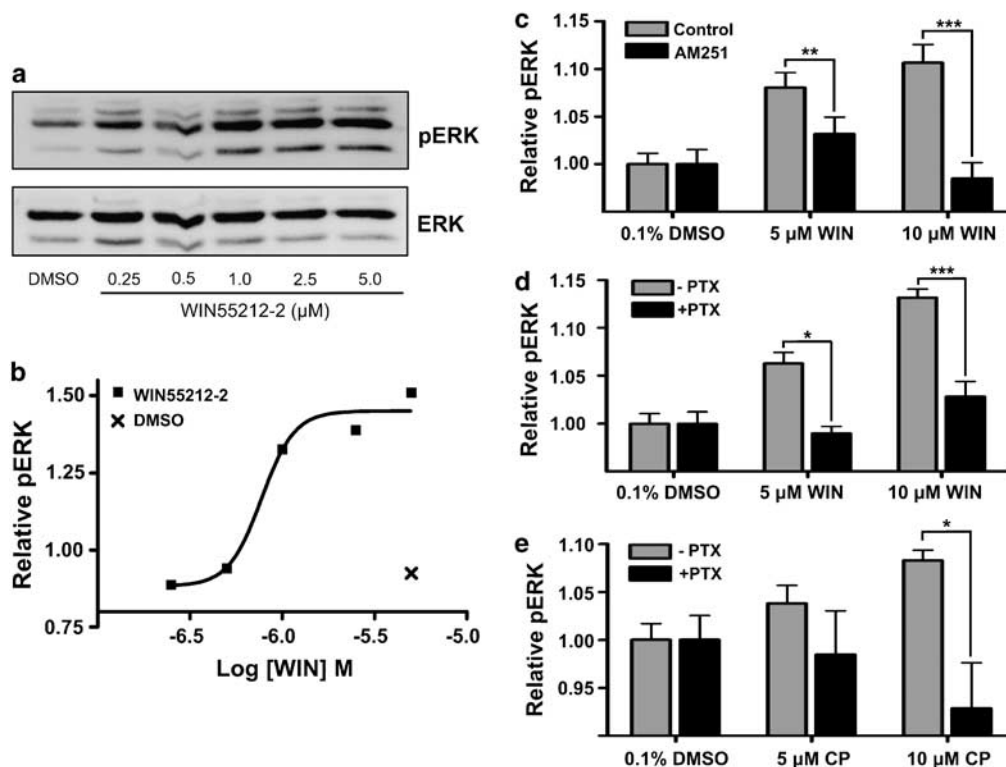 a
pERK
ERK
DMSO 0.25 0.5 1.0 2.5 5.0
WIN55212-2 (µM)
b
WIN55212-2
DMSO
Relative pERK
1.50
1.25
1.00
0.75
-6.5 -6.0 -5.5 -5.0
Log [WIN] M
c
Control
AM251
** ***
Relative pERK
1.10
1.05
1.00
0.1% DMSO 5 µM WIN 10 µM WIN
d
- PTX
+PTX
* ***
Relative pERK
1.15
1.10
1.05
1.00
0.1% DMSO 5 µM WIN 10 µM WIN
e
- PTX
+PTX
*
Relative pERK
1.10
1.05
1.00
0.95
0.1% DMSO 5 µM CP 10 µM CP